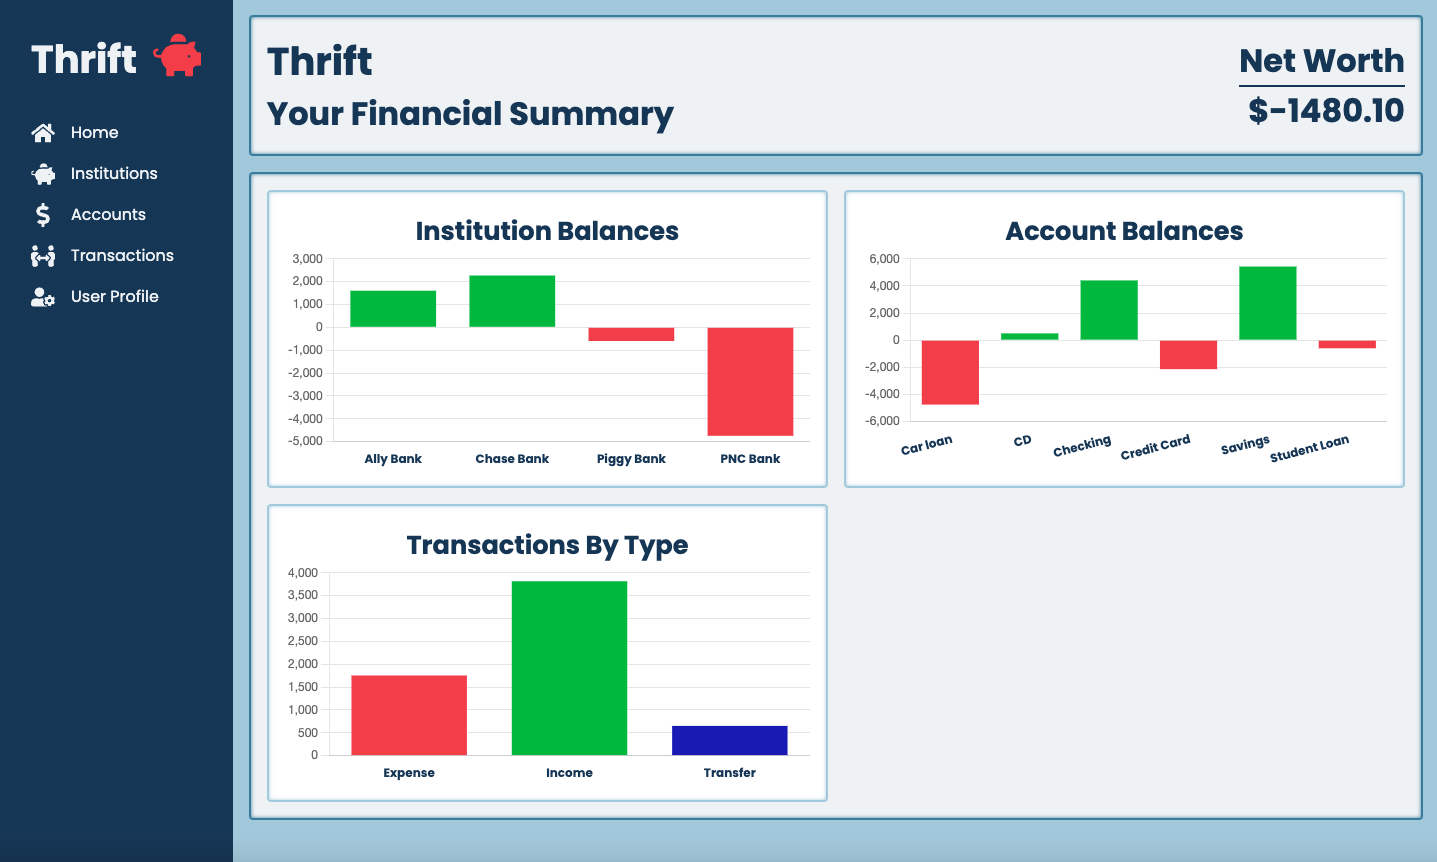 Thrift
Home
Institutions
Accounts
Transactions
User Profile
Thrift
Your Financial Summary
Net Worth
$-1480.10
Institution Balances
3,000
2,000
1,000
0
-1,000
-2,000
-3,000
-4,000
-5,000
Ally Bank Chase Bank Piggy Bank PNC Bank
Account Balances
6,000
4,000
2,000
0
-2,000
-4,000
-6,000
Car loan CD Checking Credit Card Savings Student Loan
Transactions By Type
4,000
3,500
3,000
2,500
2,000
1,500
1,000
500
0
Expense Income Transfer